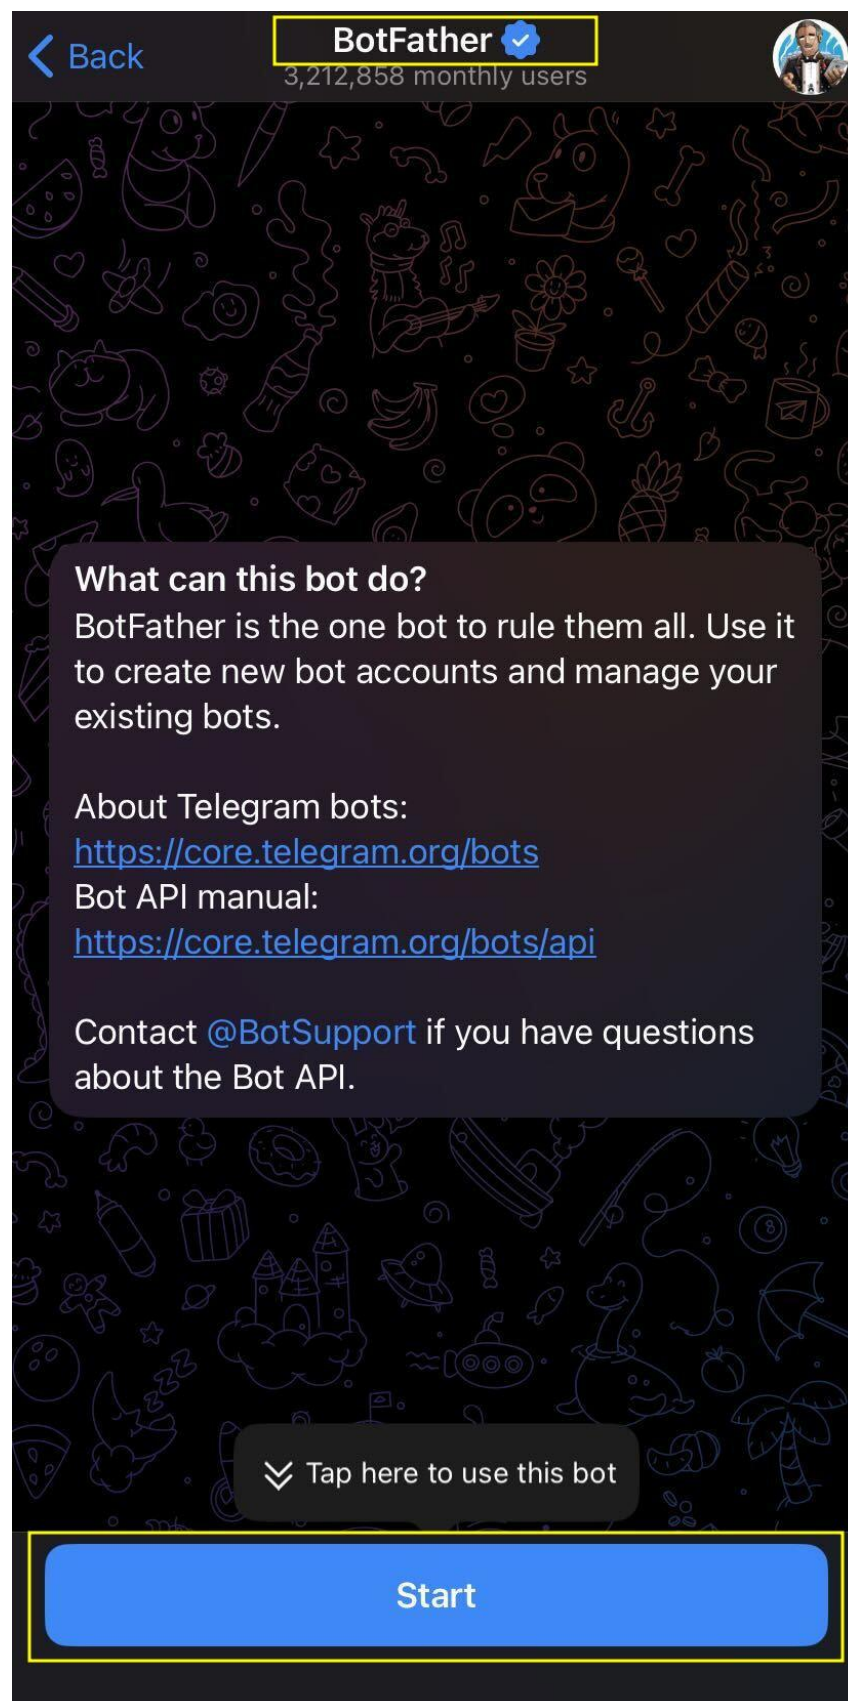 Back
BotFather
3,212,858 monthly users
What can this bot do?
BotFather is the one bot to rule them all. Use it
to create new bot accounts and manage your
existing bots.
About Telegram bots:
https://core.telegram.org/bots
Bot API manual:
https://core.telegram.org/bots/api
Contact @BotSupport if you have questions
about the Bot API.
Tap here to use this bot
Start